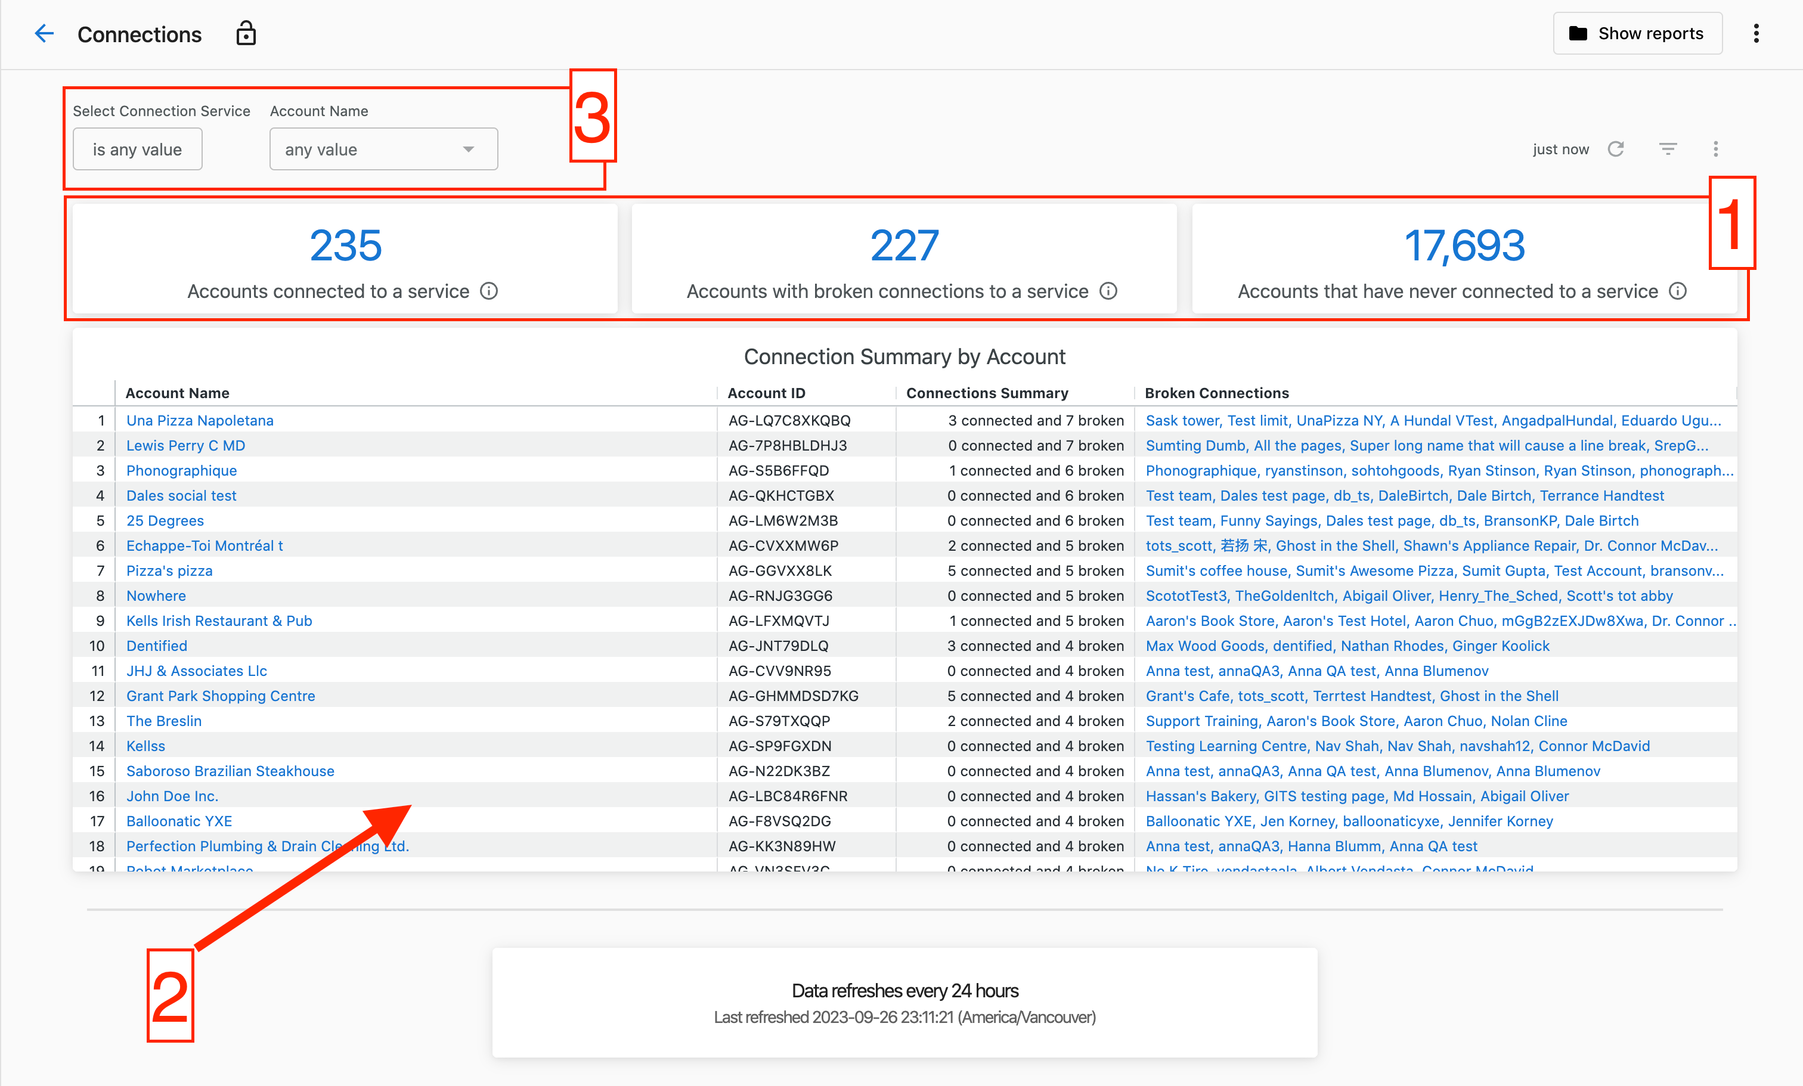 Connections
Show reports
3
Select Connection Service Account Name
is any value any value
just now
1
235 227 17,693
Accounts connected to a service Accounts with broken connections to a service Accounts that have never connected to a service
Connection Summary by Account
Account Name Account ID Connections Summary Broken Connections
1 Una Pizza Napoletana AG-LQ7C8XKQBQ 3 connected and 7 broken Sask tower, Test limit, UnaPizza NY, A Hundal VTest, AngadpalHundal, Eduardo Ugu...
2 Lewis Perry C MD AG-7P8HBLDHJ3 0 connected and 7 broken Sumting Dumb, All the pages, Super long name that will cause a line break, SrepG...
3 Phonographique AG-S5B6FFQD 1 connected and 6 broken Phonographique, ryanstinson, sohtohgoods, Ryan Stinson, Ryan Stinson, phonograph...
4 Dales social test AG-QKHCTGBX 0 connected and 6 broken Test team, Dales test page, db_ts, DaleBirtch, Dale Birtch, Terrance Handtest
5 25 Degrees AG-LM6W2M3B 0 connected and 6 broken Test team, Funny Sayings, Dales test page, db_ts, BransonKP, Dale Birtch
6 Echappe-Toi Montréal t AG-CVXXMW6P 2 connected and 5 broken tots_scott, 若扬 宋, Ghost in the Shell, Shawn's Appliance Repair, Dr. Connor McDav...
7 Pizza's pizza AG-GGVXX8LK 5 connected and 5 broken Sumit's coffee house, Sumit's Awesome Pizza, Sumit Gupta, Test Account, bransonv...
8 Nowhere AG-RNJG3GG6 0 connected and 5 broken ScototTest3, TheGoldenItch, Abigail Oliver, Henry_The_Sched, Scott's tot abby
9 Kells Irish Restaurant & Pub AG-LFXMQVTJ 1 connected and 5 broken Aaron's Book Store, Aaron's Test Hotel, Aaron Chuo, mGgB2zEXJDw8Xwa, Dr. Connor ..
10 Dentified AG-JNT79DLQ 3 connected and 4 broken Max Wood Goods, dentified, Nathan Rhodes, Ginger Koolick
11 JHJ & Associates Llc AG-CVV9NR95 0 connected and 4 broken Anna test, annaQA3, Anna QA test, Anna Blumenov
12 Grant Park Shopping Centre AG-GHMMDSD7KG 5 connected and 4 broken Grant's Cafe, tots_scott, Terrtest Handtest, Ghost in the Shell
13 The Breslin AG-S79TXQQP 2 connected and 4 broken Support Training, Aaron's Book Store, Aaron Chuo, Nolan Cline
14 Kellss AG-SP9FGXDN 0 connected and 4 broken Testing Learning Centre, Nav Shah, Nav Shah, navshah12, Connor McDavid
15 Saboroso Brazilian Steakhouse AG-N22DK3BZ 0 connected and 4 broken Anna test, annaQA3, Anna QA test, Anna Blumenov, Anna Blumenov
16 John Doe Inc. AG-LBC84R6FNR 0 connected and 4 broken Hassan's Bakery, GITS testing page, Md Hossain, Abigail Oliver
17 Balloonatic YXE AG-F8VSQ2DG 0 connected and 4 broken Balloonatic YXE, Jen Korney, balloonaticyxe, Jennifer Korney
18 Perfection Plumbing & Drain Cleaning Ltd. AG-KK3N89HW 0 connected and 4 broken Anna test, annaQA3, Hanna Blumm, Anna QA test
19 Robot Marketplace 0 connected and 4 broken Albert Vendasta, Connor McDavid
2
Data refreshes every 24 hours
Last refreshed 2023-09-26 23:11:21 (America/Vancouver)